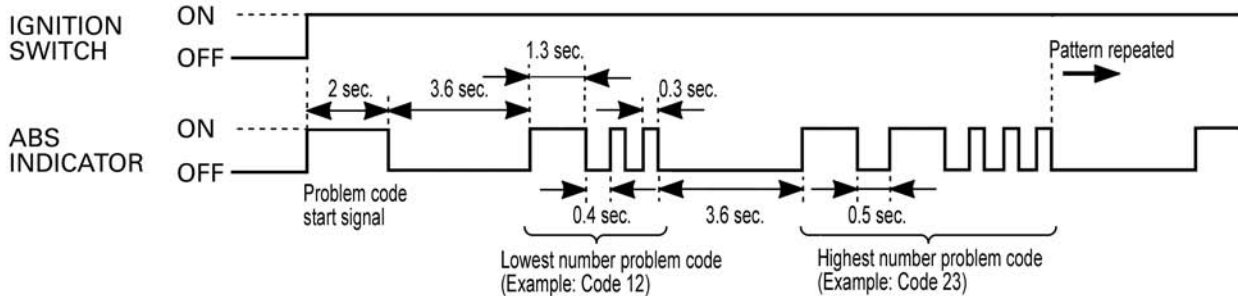 IGNITION
SWITCH
ON
OFF
1.3 sec.
Pattern repeated
2 sec.
3.6 sec.
0.3 sec.
ABS
INDICATOR
ON
OFF
Problem code
start signal
0.4 sec.
3.6 sec.
0.5 sec.
Lowest number problem code
(Example: Code 12)
Highest number problem code
(Example: Code 23)